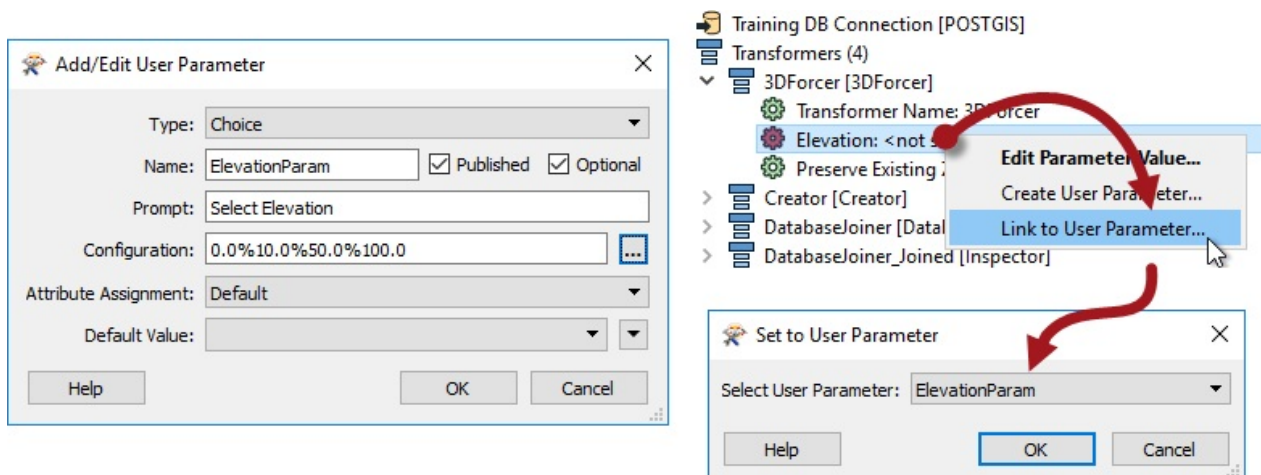 Add/Edit User Parameter
Type: Choice
Name: ElevationParam Published Optional
Prompt: Select Elevation
Configuration: 0.0%10.0%50.0%100.0 ...
Attribute Assignment: Default
Default Value:
Help OK Cancel
Training DB Connection [POSTGIS]
Transformers (4)
3DForcer [3DForcer]
Transformer Name: 3DForcer
Elevation: <not
Preserve Existing
Creator [Creator]
DatabaseJoiner [Datab
DatabaseJoiner_Joined [Inspector]
Edit Parameter Value...
Create User Parameter...
Link to User Parameter...
Set to User Parameter
Select User Parameter: ElevationParam
Help OK Cancel